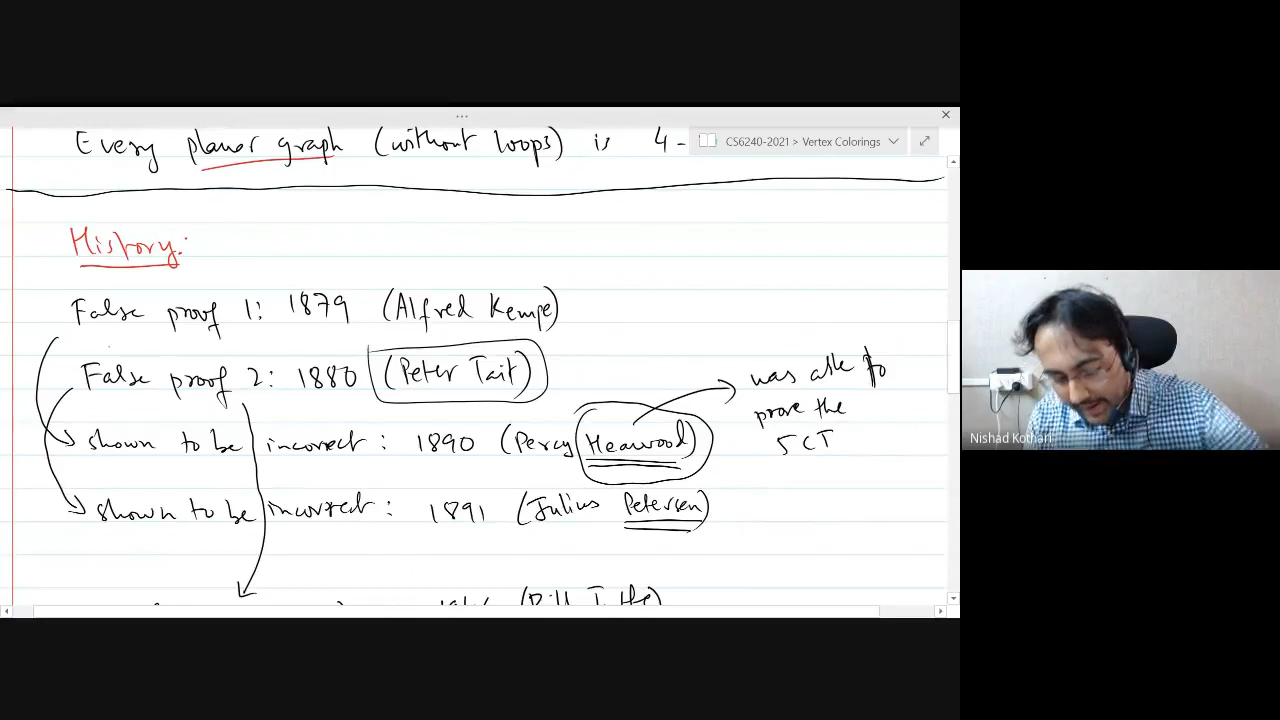 Every planar graph (without loops) is 4-
CS6240-2021 > Vertex Colorings
History:
False proof 1: 1879 (Alfred Kempe)
False proof 2: 1880 (Peter Tait)
was able to
prove the
5CT
shown to be incorrect: 1890 (Percy Heawood)
shown to be incorrect: 1891 (Julius Petersen)
(Bill Tutte)
Nishad Kothari